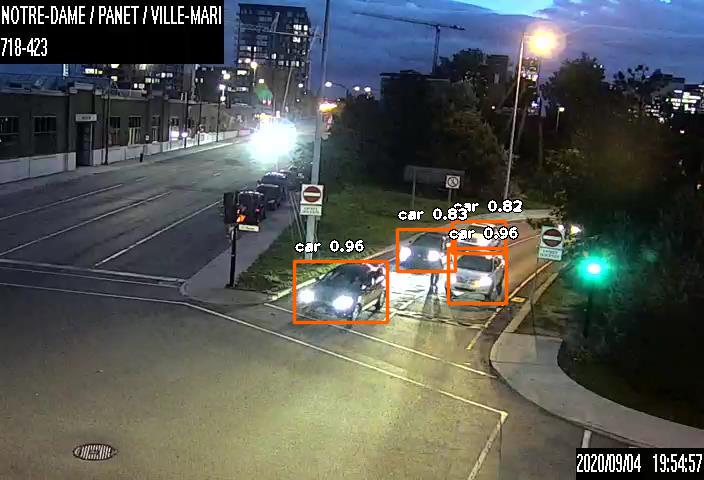 NOTRE-DAME / PANET / VILLE-MARI
718-423
car 0.83
car 0.82
car 0.96
car 0.96
2020/09/04 19:54:57